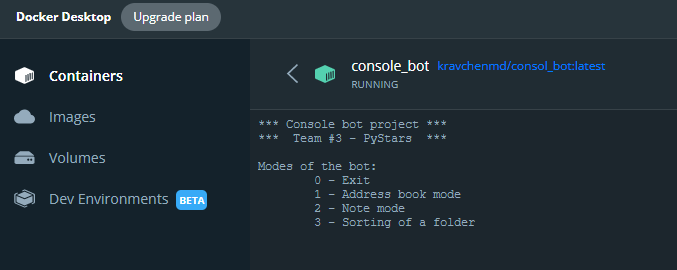 Docker Desktop Upgrade plan
Containers
Images
Volumes
Dev Environments BETA
console_bot kravchenmd/consol_bot:latest
RUNNING
*** Console bot project ***
*** Team #3 - PyStars ***
Modes of the bot:
0 - Exit
1 - Address book mode
2 - Note mode
3 - Sorting of a folder